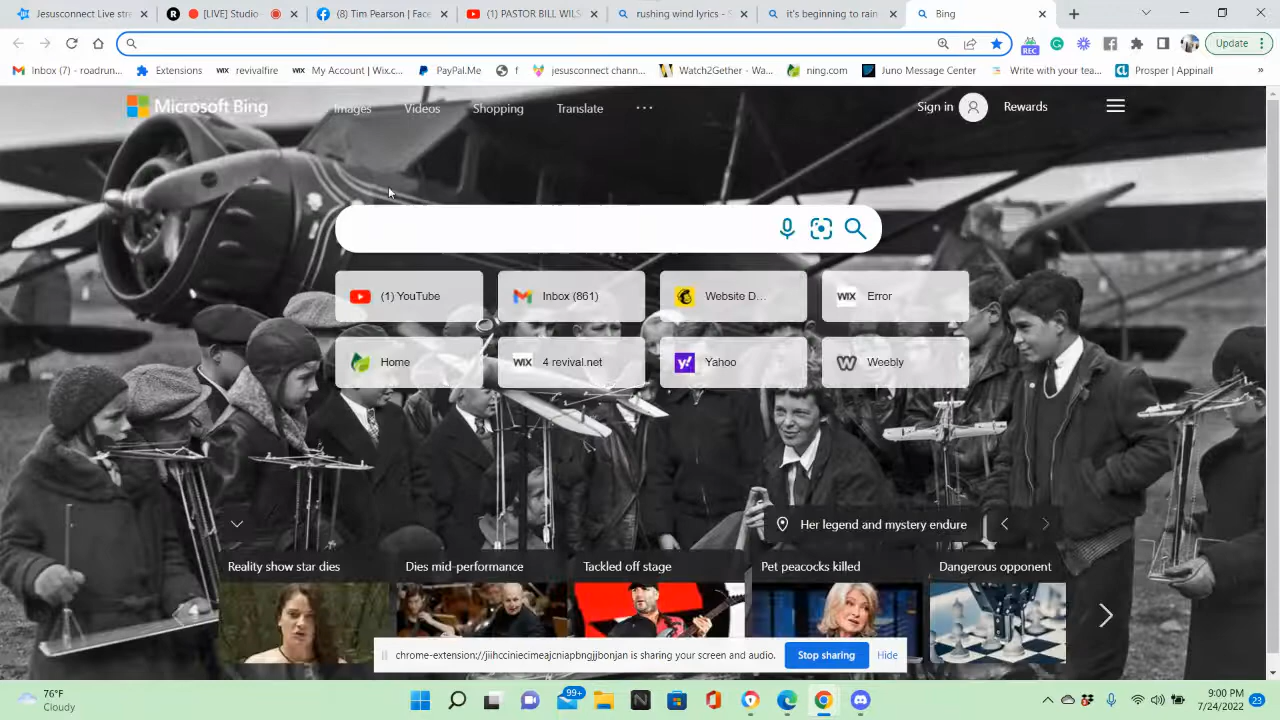 Jesusconnect Live stre
[LIVE] Studio -
(8) Tim Pearson | Face
(1) PASTOR BILL WILS
rushing wind lyrics - S
it's beginning to rain
Bing
Update
Inbox (7) - roadrun...
Extensions
WIX revivalfire
WIX My Account | Wix.c...
PayPal.Me
f
jesusconnect chann...
Watch2Gether - Wa...
ning.com
Juno Message Center
Write with your tea...
Prosper | Appinall
»
Microsoft Bing
Images
Videos
Shopping
Translate
Sign in
Rewards
(1) YouTube
Inbox (861)
Website D...
WIX Error
Home
WIX 4 revival.net
Yahoo
Weebly
Her legend and mystery endure
Reality show star dies
Dies mid-performance
Tackled off stage
Pet peacocks killed
Dangerous opponent
chrome-extension://jiihcciniecimeajcniapbngjjbonjan is sharing your screen and audio.
Stop sharing
Hide
76°F
Cloudy
99+
9:00 PM
7/24/2022
23